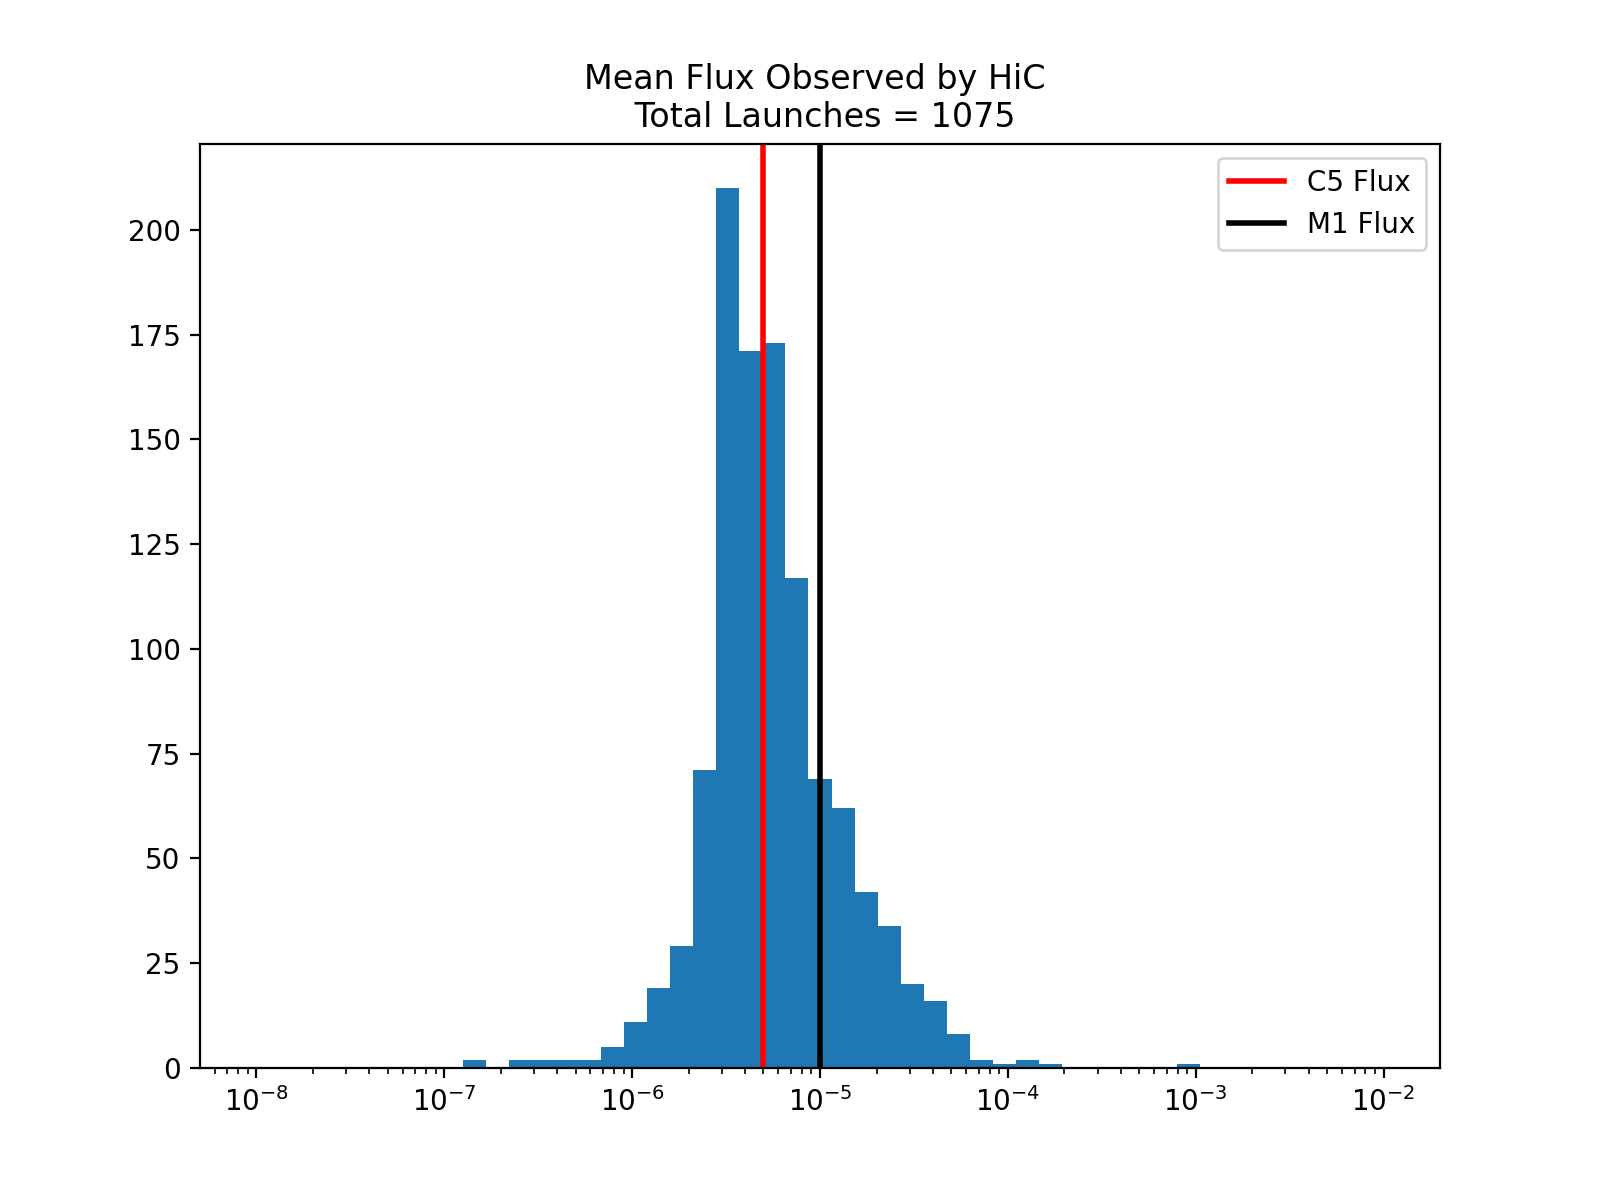 Mean Flux Observed by HiC
Total Launches = 1075
C5 Flux
M1 Flux
200
175
150
125
100
75
50
25
0
10⁻⁸ 10⁻⁷ 10⁻⁶ 10⁻⁵ 10⁻⁴ 10⁻³ 10⁻²